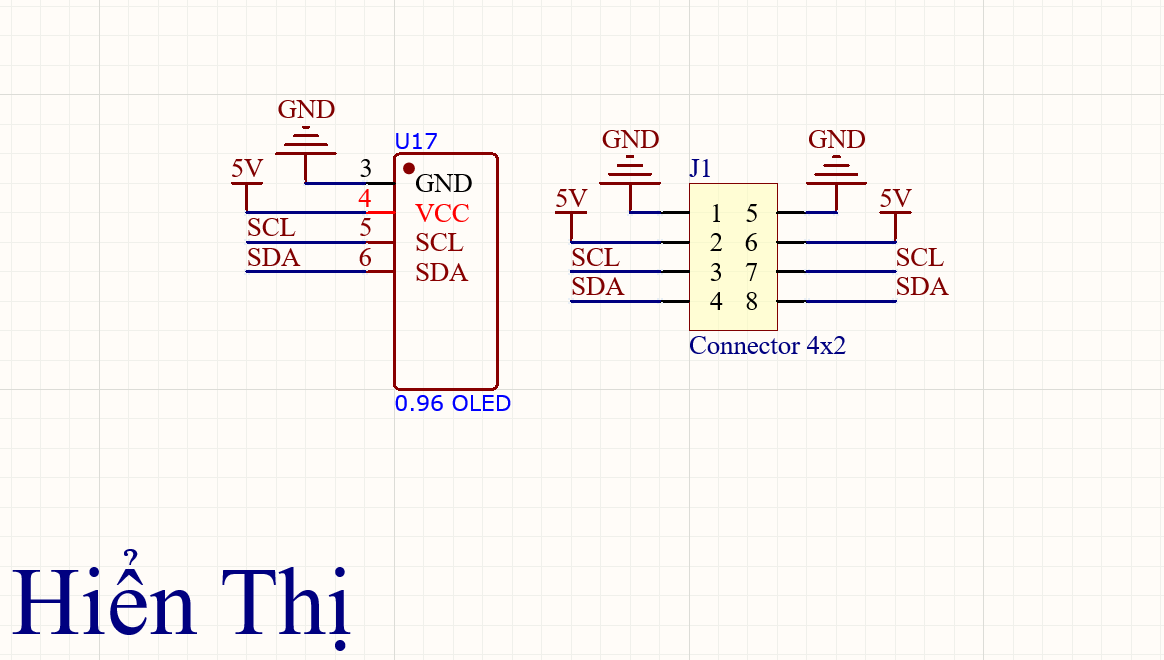 GND
U17
5V
3
GND
4
VCC
SCL
5
SCL
SDA
6
SDA
0.96 OLED
GND
GND
J1
5V
5V
1 5
2 6
SCL
3 7
SCL
SDA
4 8
SDA
Connector 4x2
Hiển Thị